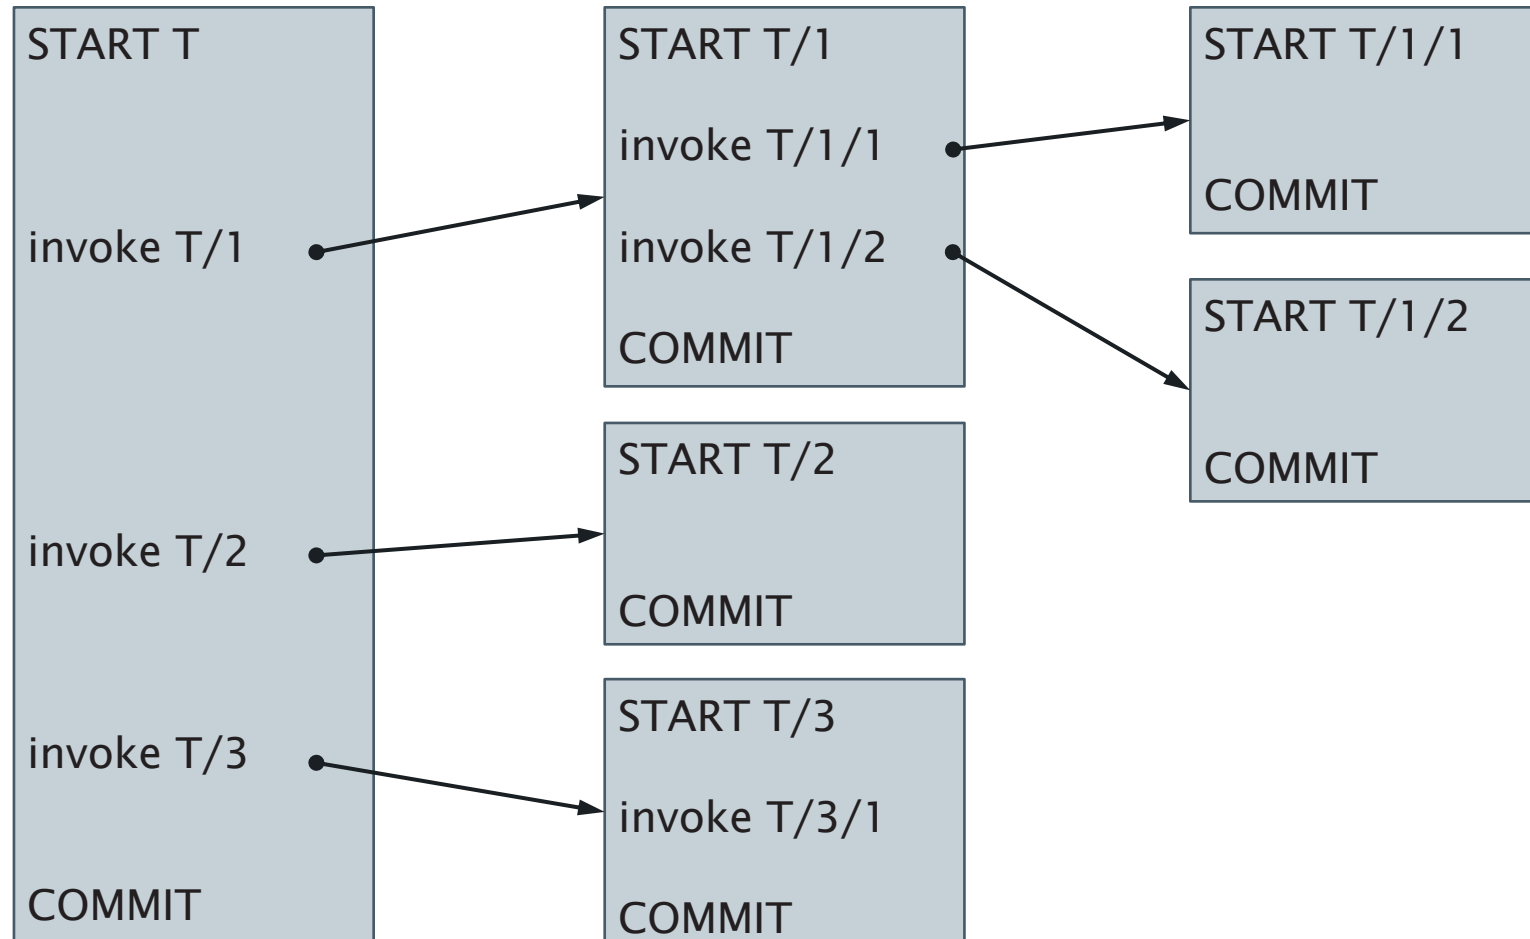 START T
invoke T/1
invoke T/2
invoke T/3
COMMIT
START T/1
invoke T/1/1
invoke T/1/2
COMMIT
START T/2
COMMIT
START T/3
invoke T/3/1
COMMIT
START T/1/1
COMMIT
START T/1/2
COMMIT